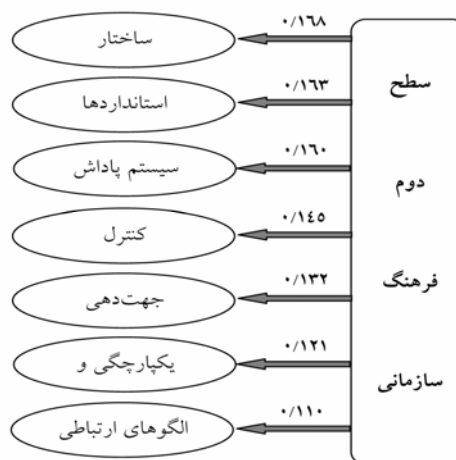 ۰/۱۶۸
ساختار
۰/۱۶۳
استانداردها
۰/۱۶۰
سیستم پاداش
۰/۱٤٥
کنترل
۰/۱۳۲
جهت‌دهی
۰/۱۲۱
یکپارچگی و
۰/۱۱۰
الگوهای ارتباطی
سطح
دوم
فرهنگ
سازمانی